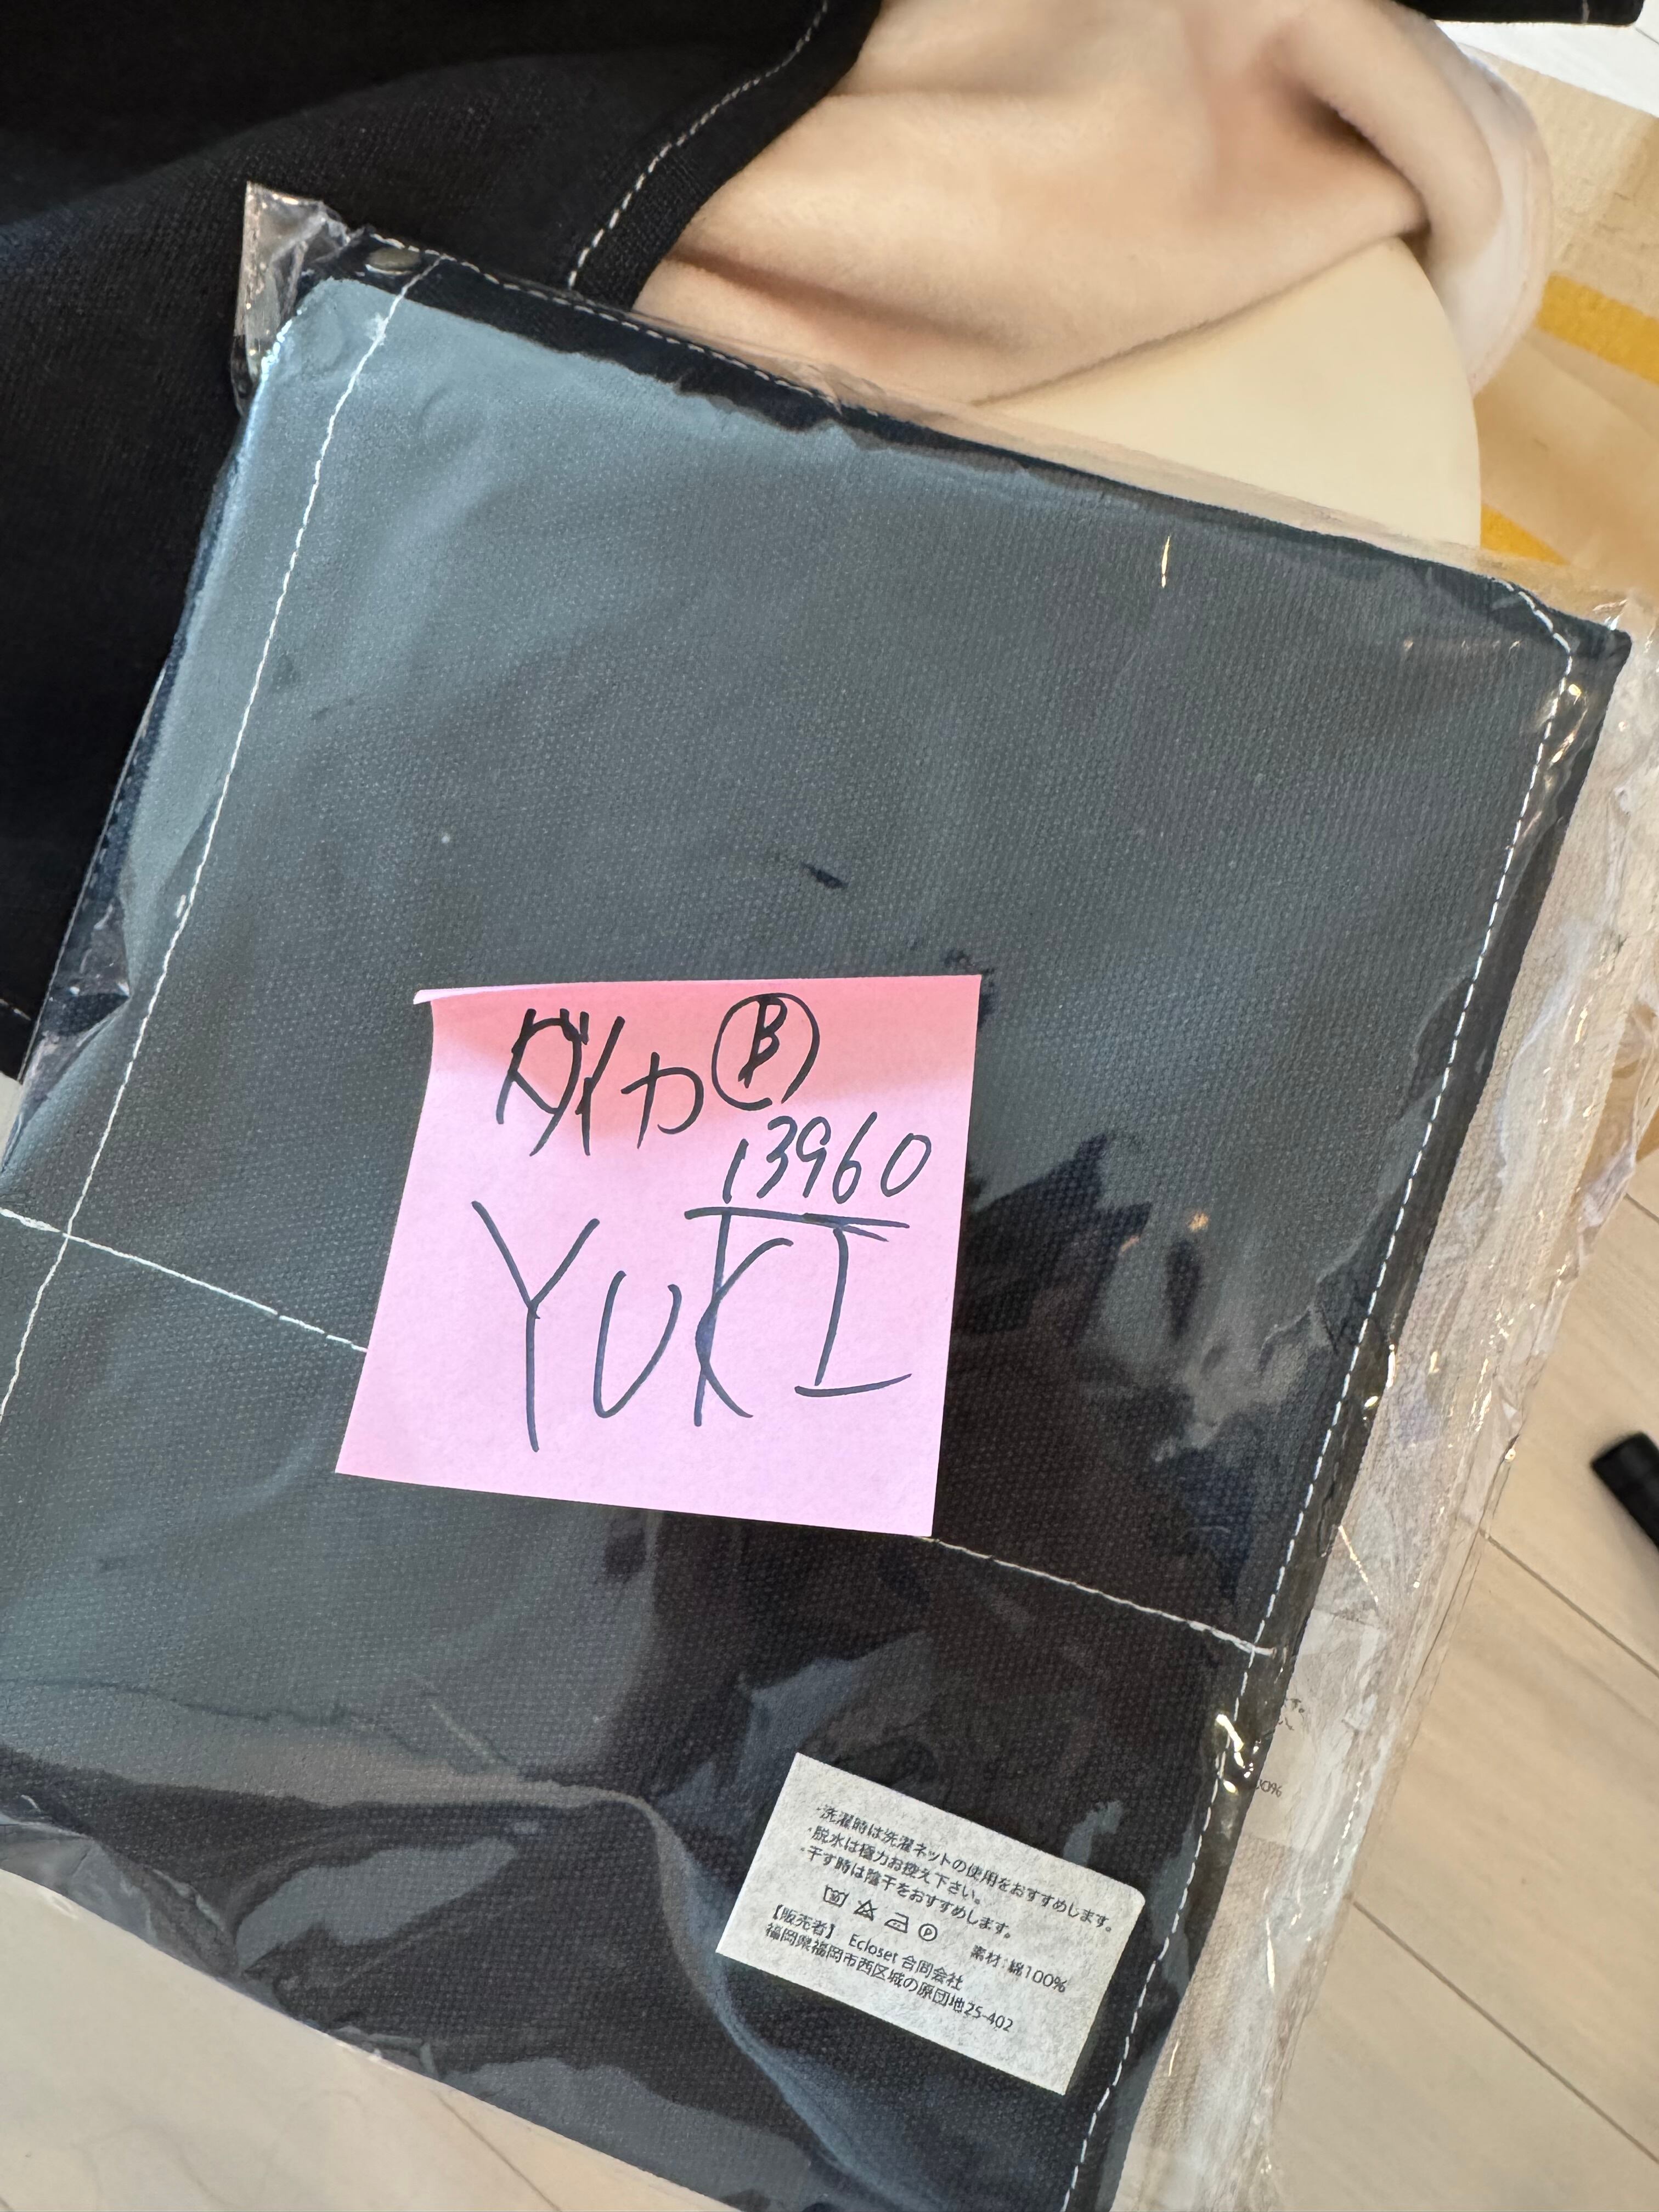 ダイカ Ⓑ
13960
YUKI
・洗濯時は洗濯ネットの使用をおすすめします。
・脱水は極力お控え下さい。
・干す時は陰干をおすすめします。
素材:綿100%
【販売者】 Ecloset 合同会社
福岡県福岡市西区城の原団地25-402